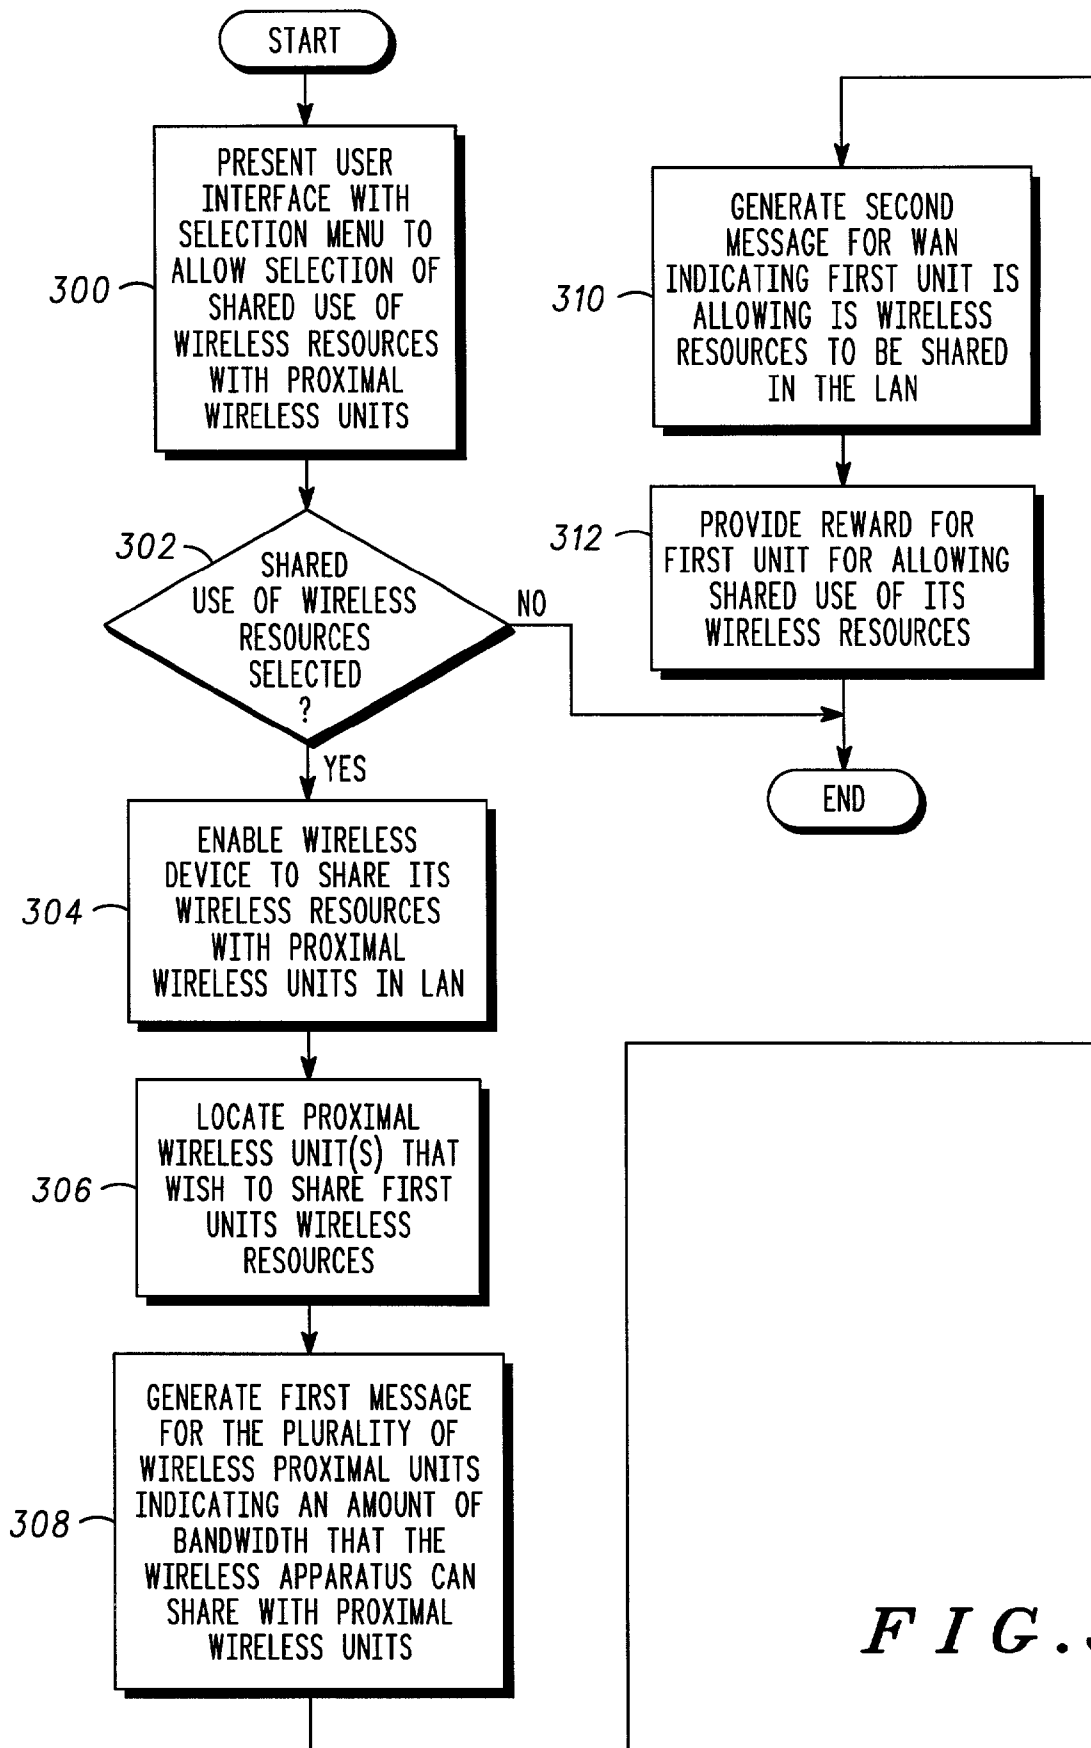 START
PRESENT USER
INTERFACE WITH
SELECTION MENU TO
ALLOW SELECTION OF
SHARED USE OF
WIRELESS RESOURCES
WITH PROXIMAL
WIRELESS UNITS
300
302
SHARED
USE OF WIRELESS
RESOURCES
SELECTED
?
NO
YES
304
ENABLE WIRELESS
DEVICE TO SHARE ITS
WIRELESS RESOURCES
WITH PROXIMAL
WIRELESS UNITS IN LAN
306
LOCATE PROXIMAL
WIRELESS UNIT(S) THAT
WISH TO SHARE FIRST
UNITS WIRELESS
RESOURCES
308
GENERATE FIRST MESSAGE
FOR THE PLURALITY OF
WIRELESS PROXIMAL UNITS
INDICATING AN AMOUNT OF
BANDWIDTH THAT THE
WIRELESS APPARATUS CAN
SHARE WITH PROXIMAL
WIRELESS UNITS
310
GENERATE SECOND
MESSAGE FOR WAN
INDICATING FIRST UNIT IS
ALLOWING IS WIRELESS
RESOURCES TO BE SHARED
IN THE LAN
312
PROVIDE REWARD FOR
FIRST UNIT FOR ALLOWING
SHARED USE OF ITS
WIRELESS RESOURCES
END
FIG.